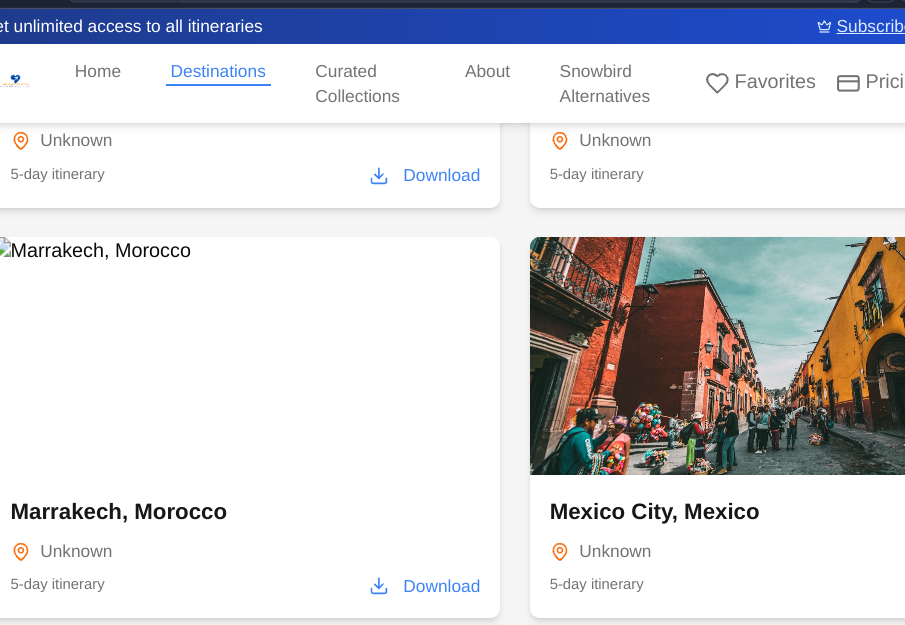 et unlimited access to all itineraries
Subscribe
Home
Destinations
Curated
Collections
About
Snowbird
Alternatives
Favorites
Prici
Unknown
5-day itinerary
Download
Unknown
5-day itinerary
Marrakech, Morocco
Marrakech, Morocco
Unknown
5-day itinerary
Download
Mexico City, Mexico
Unknown
5-day itinerary